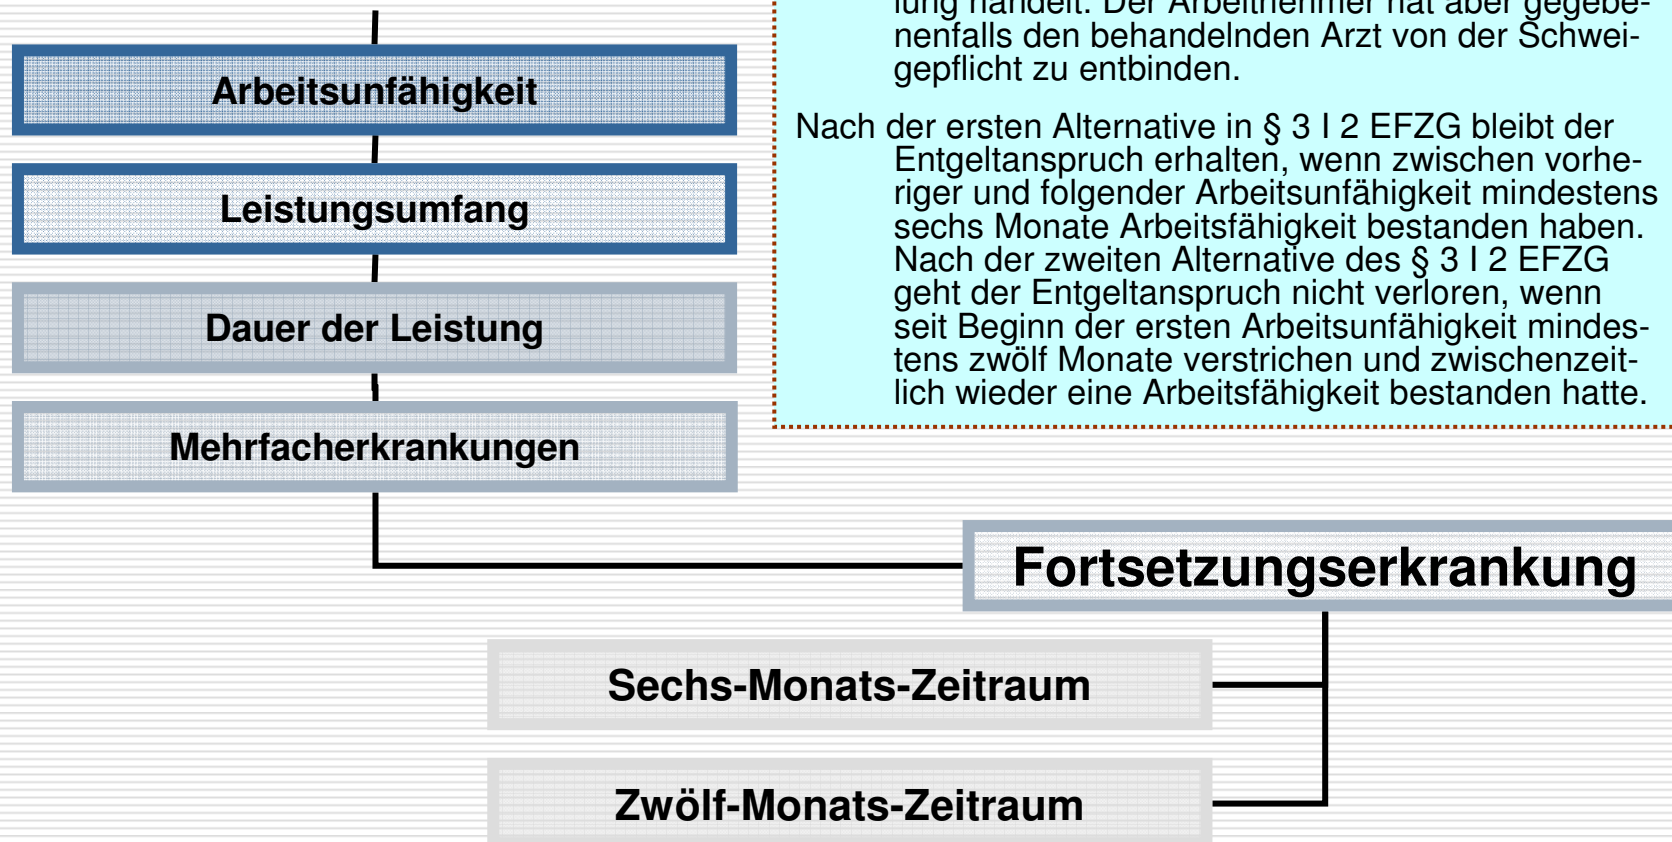 Arbeitsunfähigkeit
Leistungsumfang
Dauer der Leistung
Mehrfacherkrankungen
lung handelt. Der Arbeitnehmer hat aber gegebe-
nenfalls den behandelnden Arzt von der Schwei-
gepflicht zu entbinden.
Nach der ersten Alternative in § 3 I 2 EFZG bleibt der
Entgeltanspruch erhalten, wenn zwischen vorhe-
riger und folgender Arbeitsunfähigkeit mindestens
sechs Monate Arbeitsfähigkeit bestanden haben.
Nach der zweiten Alternative des § 3 I 2 EFZG
geht der Entgeltanspruch nicht verloren, wenn
seit Beginn der ersten Arbeitsunfähigkeit mindes-
tens zwölf Monate verstrichen und zwischenzeit-
lich wieder eine Arbeitsfähigkeit bestanden hatte.
Fortsetzungserkrankung
Sechs-Monats-Zeitraum
Zwölf-Monats-Zeitraum